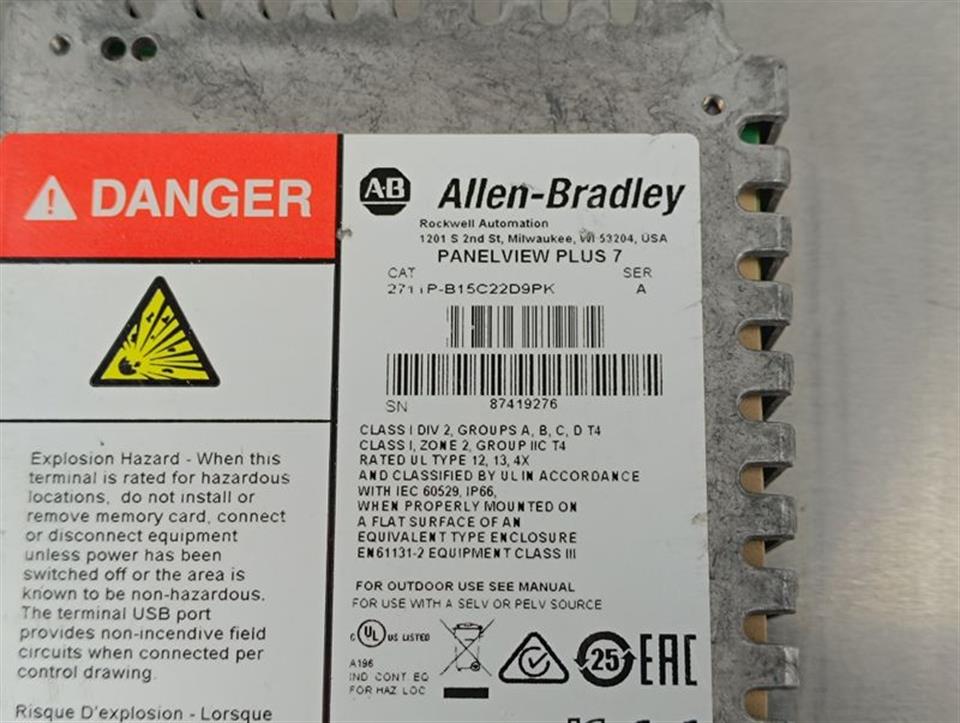 DANGER
A-B Allen-Bradley
Rockwell Automation
1201 S 2nd St, Milwaukee, WI 53204, USA
PANELVIEW PLUS 7
CAT SER
2711P-B15C22D9PK A
SN 87419276
CLASS I DIV 2, GROUPS A, B, C, D T4
CLASS I, ZONE 2, GROUP IIC T4
RATED UL TYPE 12, 13, 4X
AND CLASSIFIED BY UL IN ACCORDANCE
WITH IEC 60529, IP66,
WHEN PROPERLY MOUNTED ON
A FLAT SURFACE OF AN
EQUIVALENT TYPE ENCLOSURE
EN61131-2 EQUIPMENT CLASS III
FOR OUTDOOR USE SEE MANUAL
FOR USE WITH A SELV OR PELV SOURCE
C UL US LISTED
25
EAC
A196
IND CONT EQ
FOR HAZ LOC
Explosion Hazard - When this
terminal is rated for hazardous
locations, do not install or
remove memory card, connect
or disconnect equipment
unless power has been
switched off or the area is
known to be non-hazardous.
The terminal USB port
provides non-incendive field
circuits when connected per
control drawing.
Risque D'explosion - Lorsque